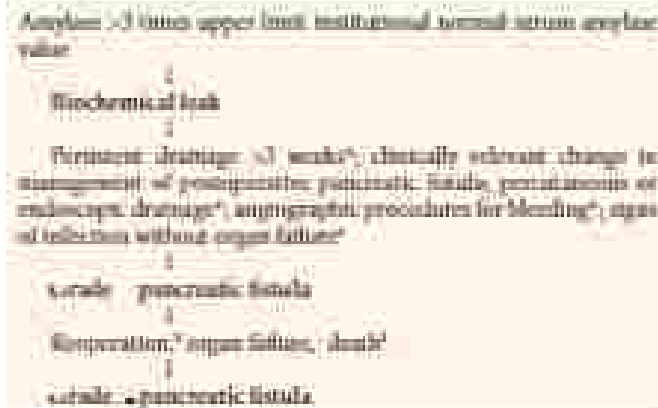 Amylase >3 times upper limit institutional normal serum amylase
value
↓
Biochemical leak
↓
Persistent drainage >3 weeks, clinically relevant change in
management of postoperative pancreatic fistula, percutaneous or
endoscopic drainage, angiographic procedures for bleeding, signs
of infection without organ failure
↓
Grade pancreatic fistula
↓
Reoperation, organ failure, death
↓
Grade pancreatic fistula